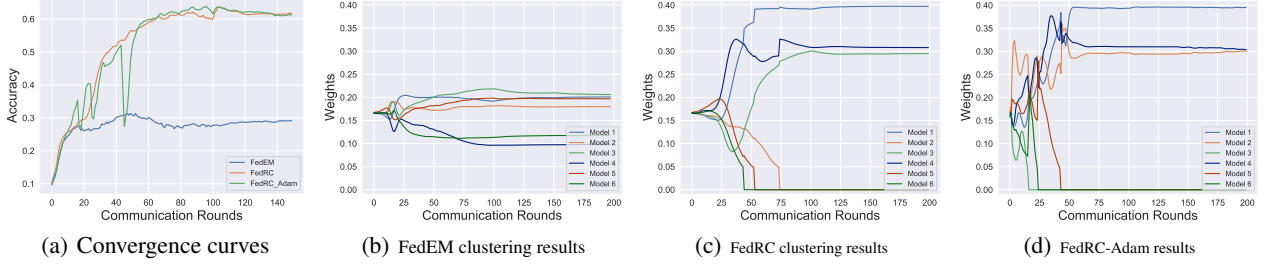 Accuracy
0.6
0.5
0.4
0.3
0.2
0.1
0 20 40 60 80 100 120 140
Communication Rounds
FedEM
FedRC
FedRC_Adam
(a) Convergence curves
Weights
0.40
0.35
0.30
0.25
0.20
0.15
0.10
0.05
0.00
0 25 50 75 100 125 150 175 200
Communication Rounds
Model 1
Model 2
Model 3
Model 4
Model 5
Model 6
(b) FedEM clustering results
Weights
0.40
0.35
0.30
0.25
0.20
0.15
0.10
0.05
0.00
0 25 50 75 100 125 150 175 200
Communication Rounds
Model 1
Model 2
Model 3
Model 4
Model 5
Model 6
(c) FedRC clustering results
Weights
0.40
0.35
0.30
0.25
0.20
0.15
0.10
0.05
0.00
0 25 50 75 100 125 150 175 200
Communication Rounds
Model 1
Model 2
Model 3
Model 4
Model 5
Model 6
(d) FedRC-Adam results